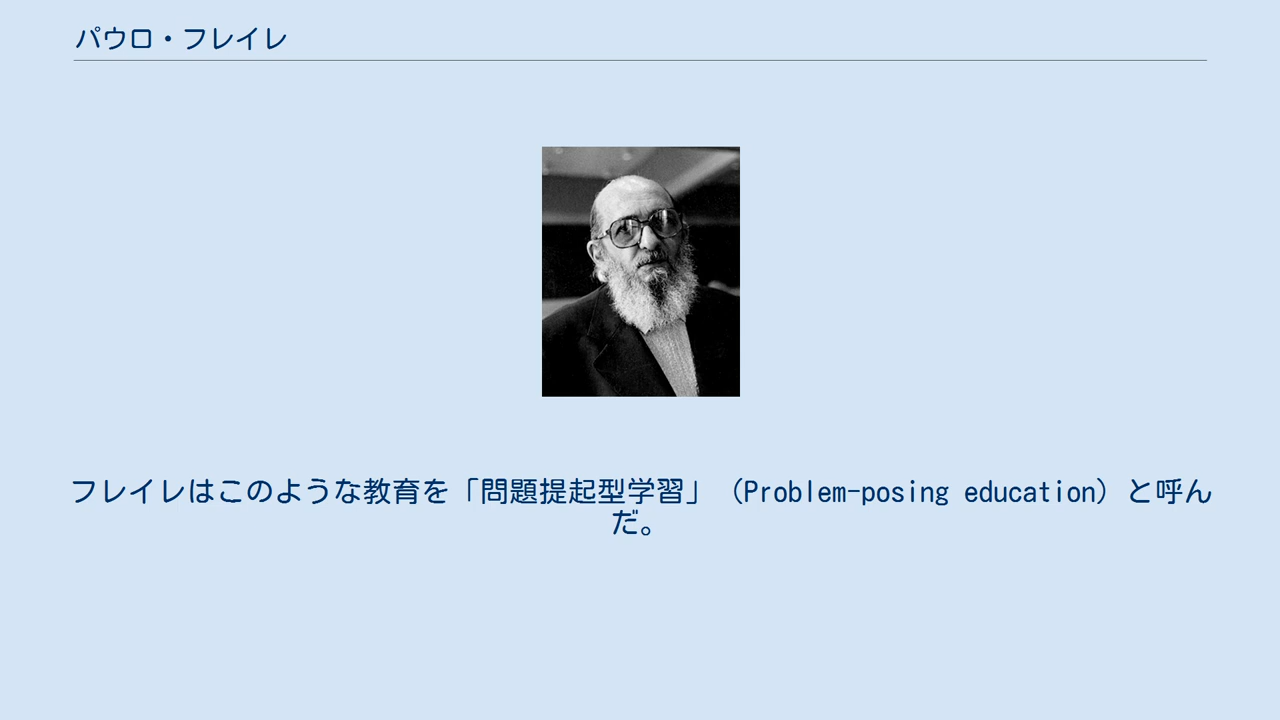 パウロ・フレイレ
フレイレはこのような教育を「問題提起型学習」（Problem-posing education）と呼ん
だ。